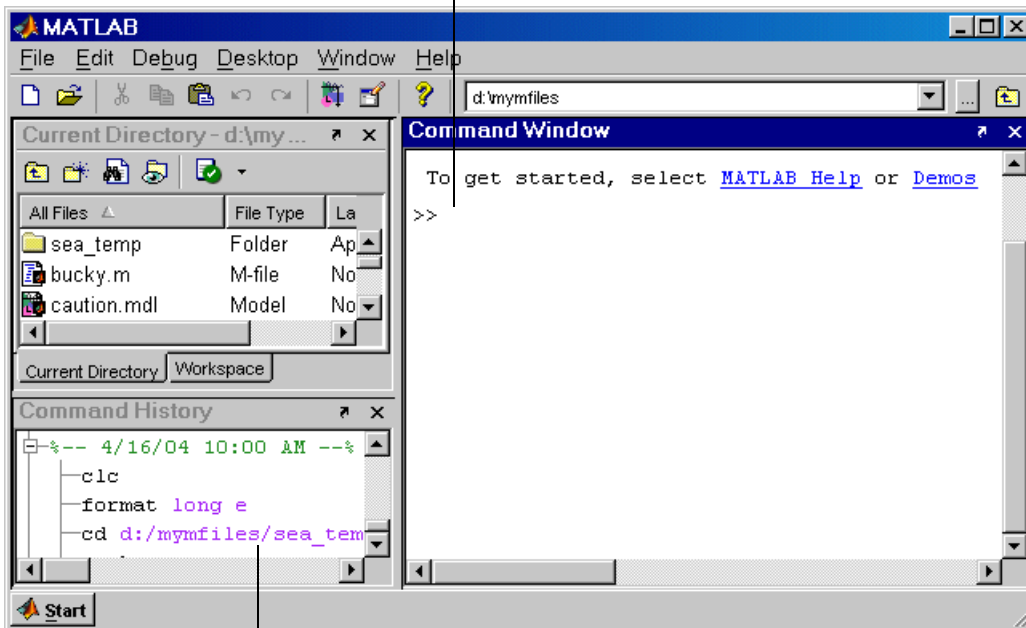 MATLAB
File Edit Debug Desktop Window Help
d:\mymfiles
...
Current Directory - d:\my ...
All Files File Type La
sea_temp Folder Ap
bucky.m M-file No
caution.mdl Model No
Current Directory Workspace
Command History
%-- 4/16/04 10:00 AM --%
clc
format long e
cd d:/mymfiles/sea_tem
Command Window
To get started, select MATLAB Help or Demos
>>
Start